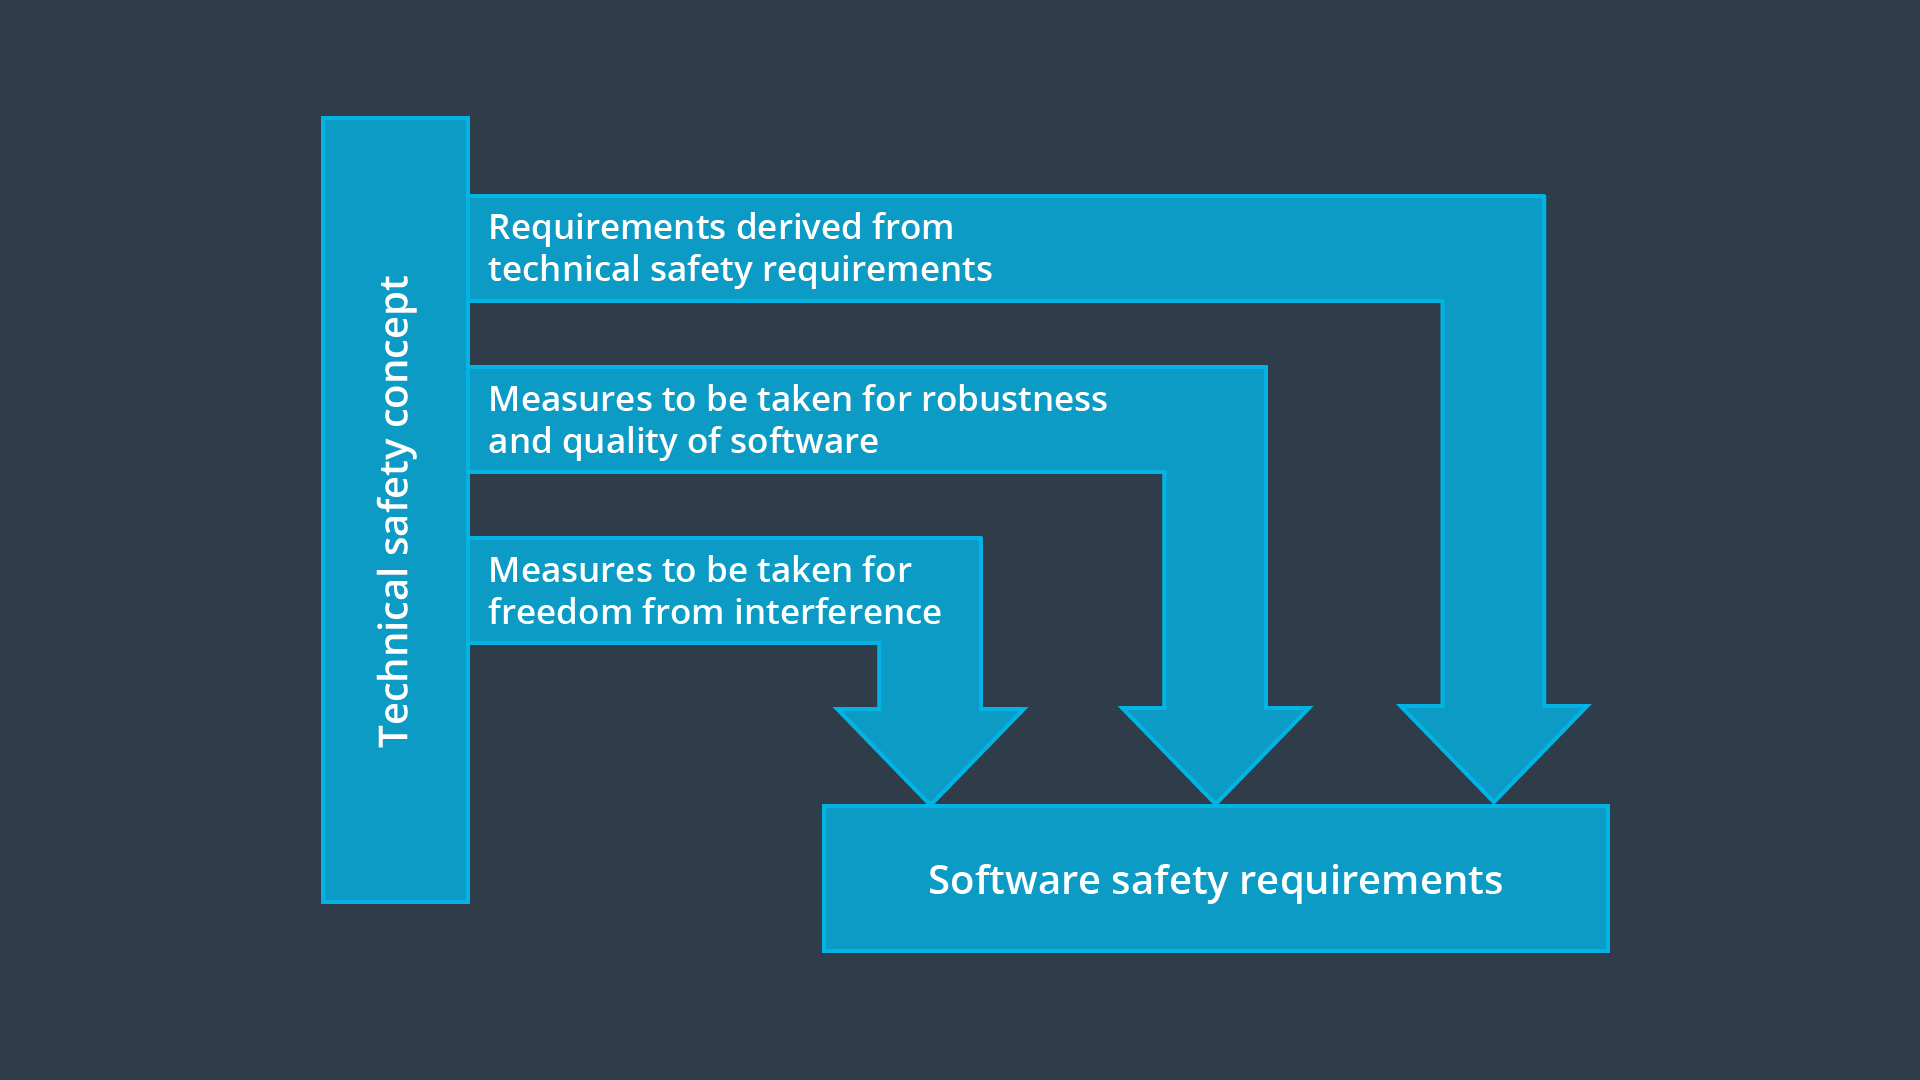 Technical safety concept
Requirements derived from
technical safety requirements
Measures to be taken for robustness
and quality of software
Measures to be taken for
freedom from interference
Software safety requirements